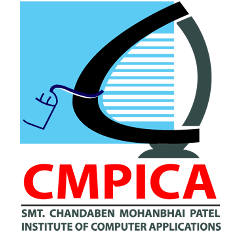 CMPICA
SMT. CHANDABEN MOHANBHAI PATEL
INSTITUTE OF COMPUTER APPLICATIONS